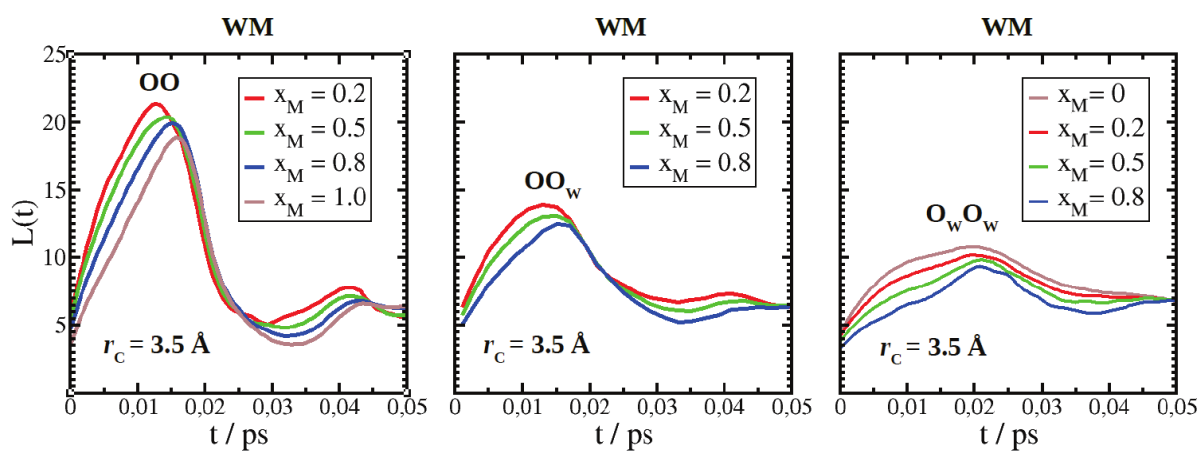 WM
25
20
15
10
5
0
L(t)
OO
x_M = 0.2
x_M = 0.5
x_M = 0.8
x_M = 1.0
r_C = 3.5 Å
0 0,01 0,02 0,03 0,04 0,05
t / ps
WM
OO_W
x_M = 0.2
x_M = 0.5
x_M = 0.8
0 0,01 0,02 0,03 0,04 0,05
t / ps
WM
x_M = 0
x_M = 0.2
x_M = 0.5
x_M = 0.8
O_W O_W
r_C = 3.5 Å
0 0,01 0,02 0,03 0,04 0,05
t / ps